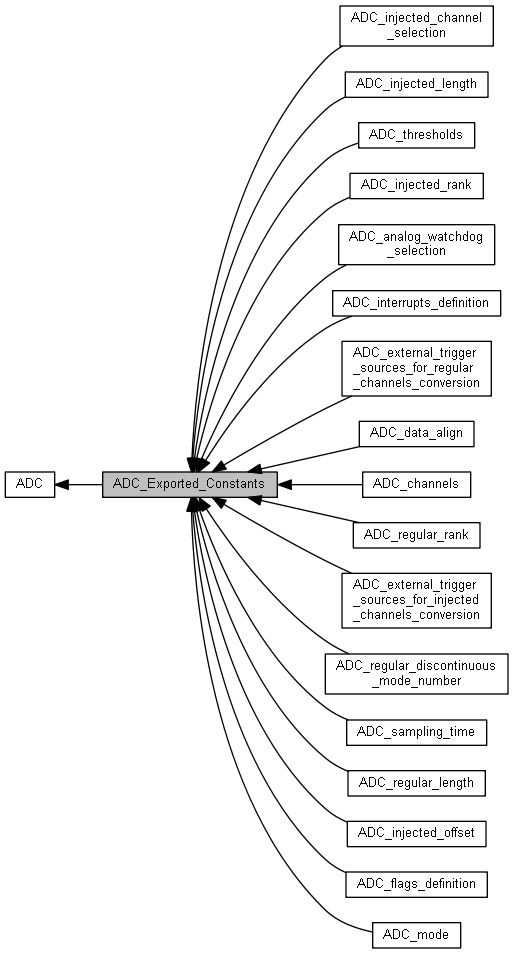 ADC_injected_channel
_selection
ADC_injected_length
ADC_thresholds
ADC_injected_rank
ADC_analog_watchdog
_selection
ADC_interrupts_definition
ADC_external_trigger
_sources_for_regular
_channels_conversion
ADC_data_align
ADC
ADC_Exported_Constants
ADC_channels
ADC_regular_rank
ADC_external_trigger
_sources_for_injected
_channels_conversion
ADC_regular_discontinuous
_mode_number
ADC_sampling_time
ADC_regular_length
ADC_injected_offset
ADC_flags_definition
ADC_mode